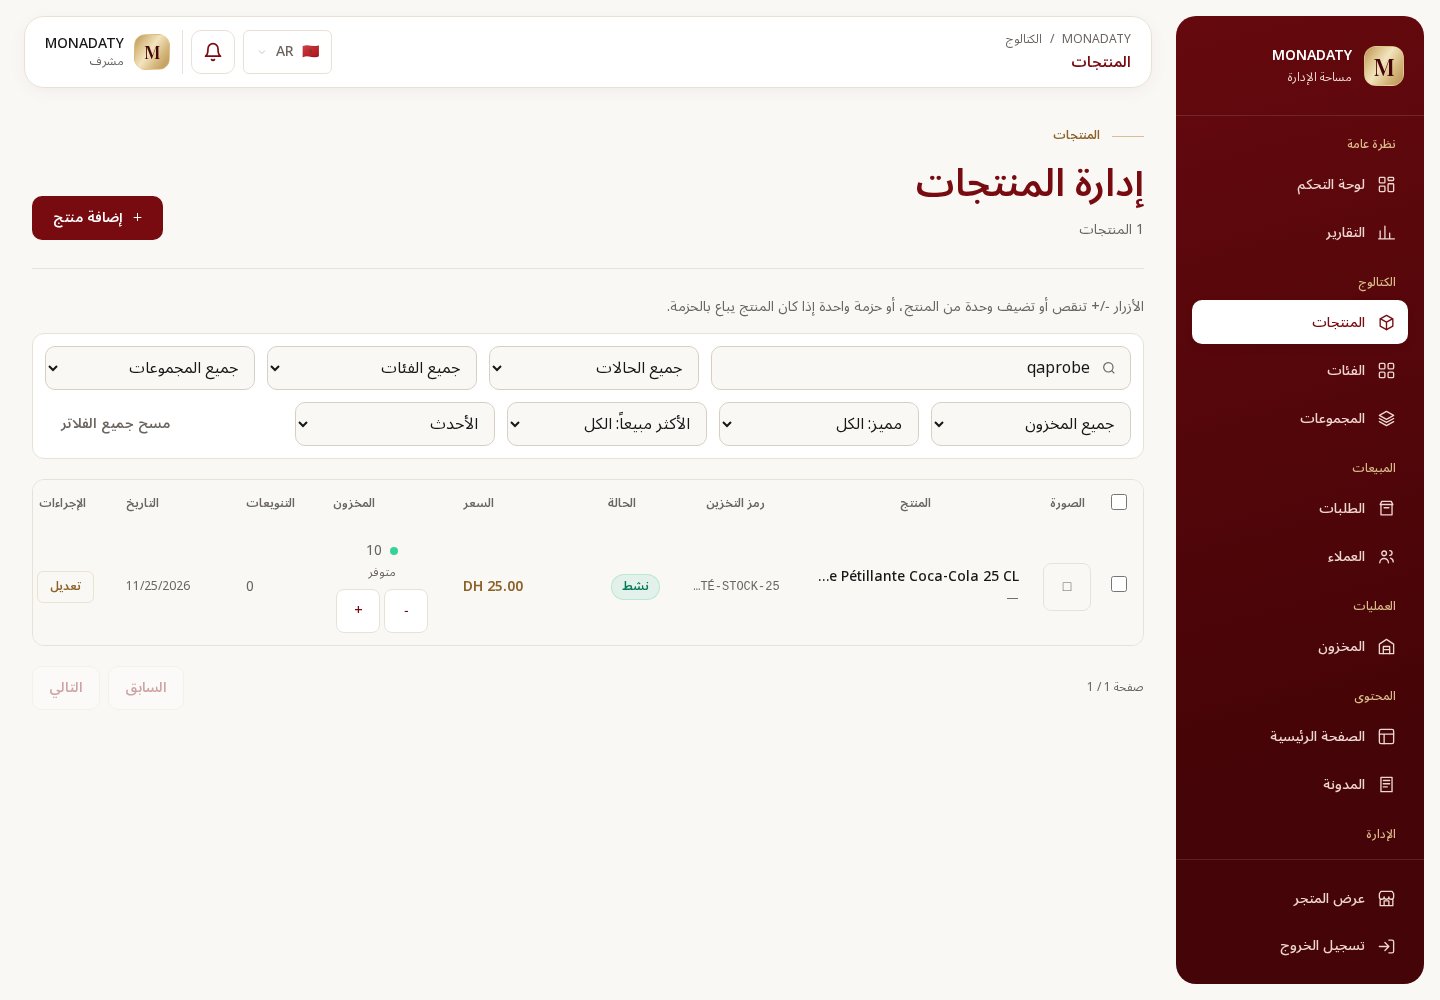 MONADATY
مساحة الإدارة
نظرة عامة
لوحة التحكم
التقارير
الكتالوج
المنتجات
الفئات
المجموعات
المبيعات
الطلبات
العملاء
العمليات
المخزون
المحتوى
الصفحة الرئيسية
المدونة
الإدارة
عرض المتجر
تسجيل الخروج
MONADATY / الكتالوج
المنتجات
AR
MONADATY
مشرف
M
M
المنتجات
إدارة المنتجات
1 المنتجات
+ إضافة منتج
الأزرار -/+ تنقص أو تضيف وحدة من المنتج، أو حزمة واحدة إذا كان المنتج يباع بالحزمة.
qaprobe
جميع الحالات
جميع الفئات
جميع المجموعات
جميع المخزون
مميز: الكل
الأكثر مبيعاً: الكل
الأحدث
مسح جميع الفلاتر
الصورة المنتج رمز التخزين الحالة السعر المخزون التنويعات التاريخ الإجراءات
…e Pétillante Coca-Cola 25 CL
—
…TÉ-STOCK-25
نشط
DH 25.00
10
متوفر
- +
0
11/25/2026
تعديل
صفحة 1 / 1
السابق
التالي